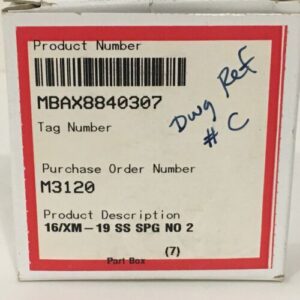 Product Number
MBAX8840307
Dwg Ref
# C
Tag Number
Purchase Order Number
M3120
Product Description
16/XM-19 SS SPG NO 2
(7)
Part Box